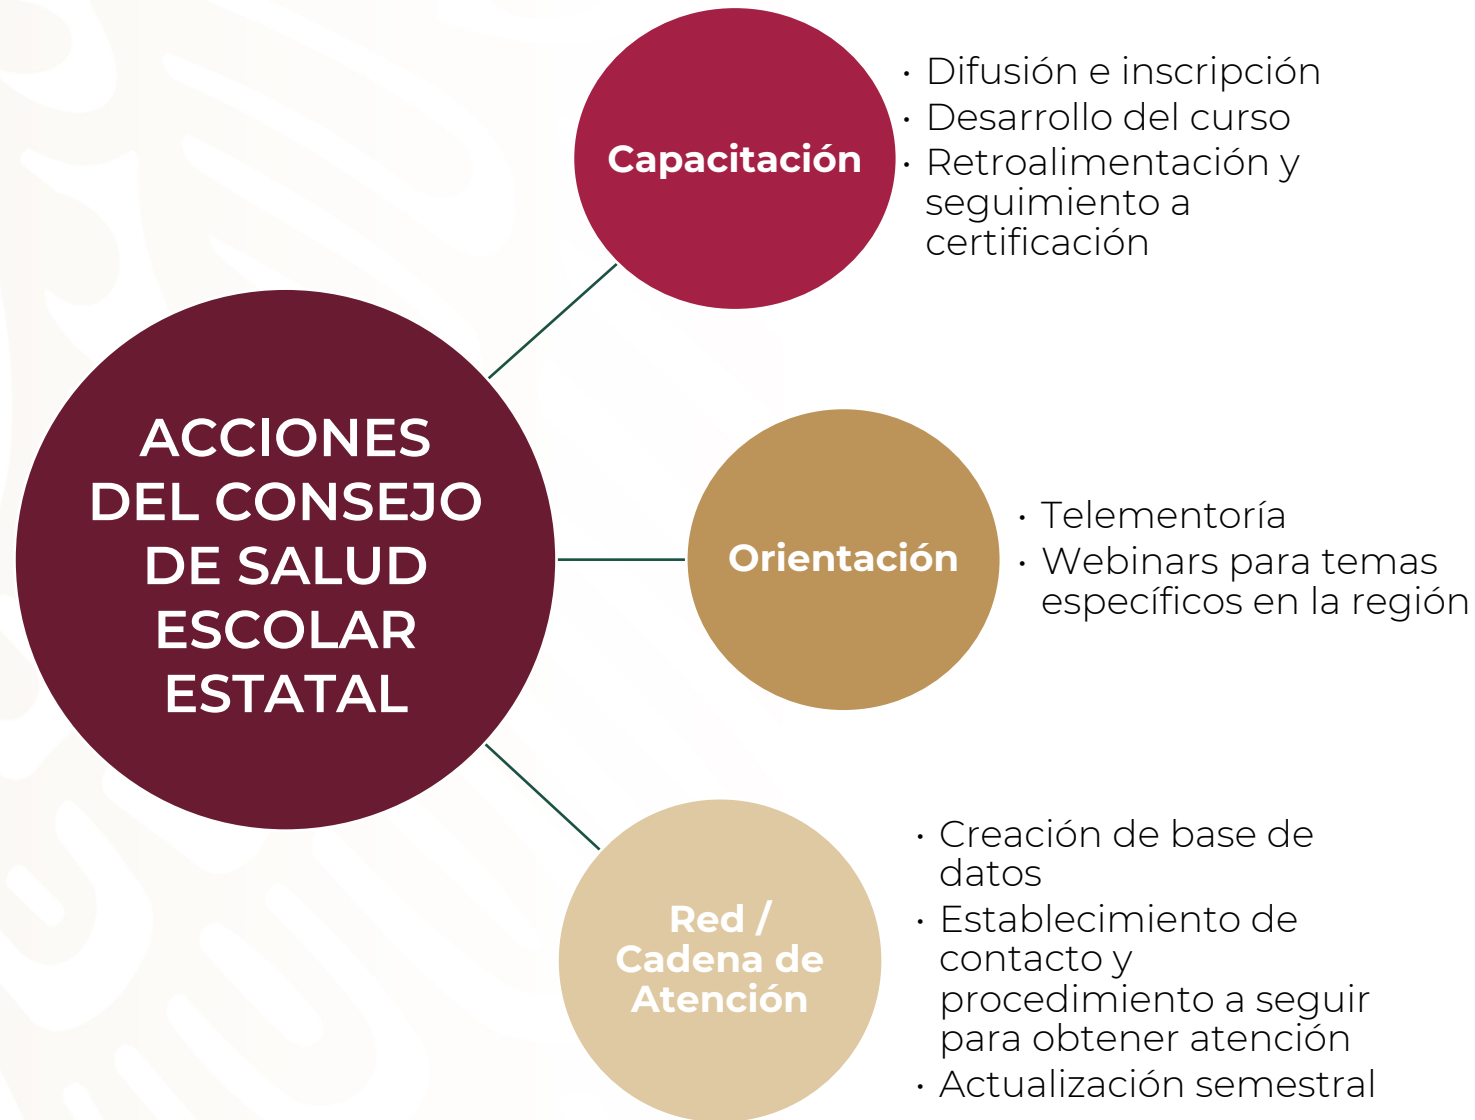 ACCIONES
DEL CONSEJO
DE SALUD
ESCOLAR
ESTATAL
Capacitación
· Difusión e inscripción
· Desarrollo del curso
· Retroalimentación y
seguimiento a
certificación
Orientación
· Telementoría
· Webinars para temas
específicos en la región
Red /
Cadena de
Atención
· Creación de base de
datos
· Establecimiento de
contacto y
procedimiento a seguir
para obtener atención
· Actualización semestral